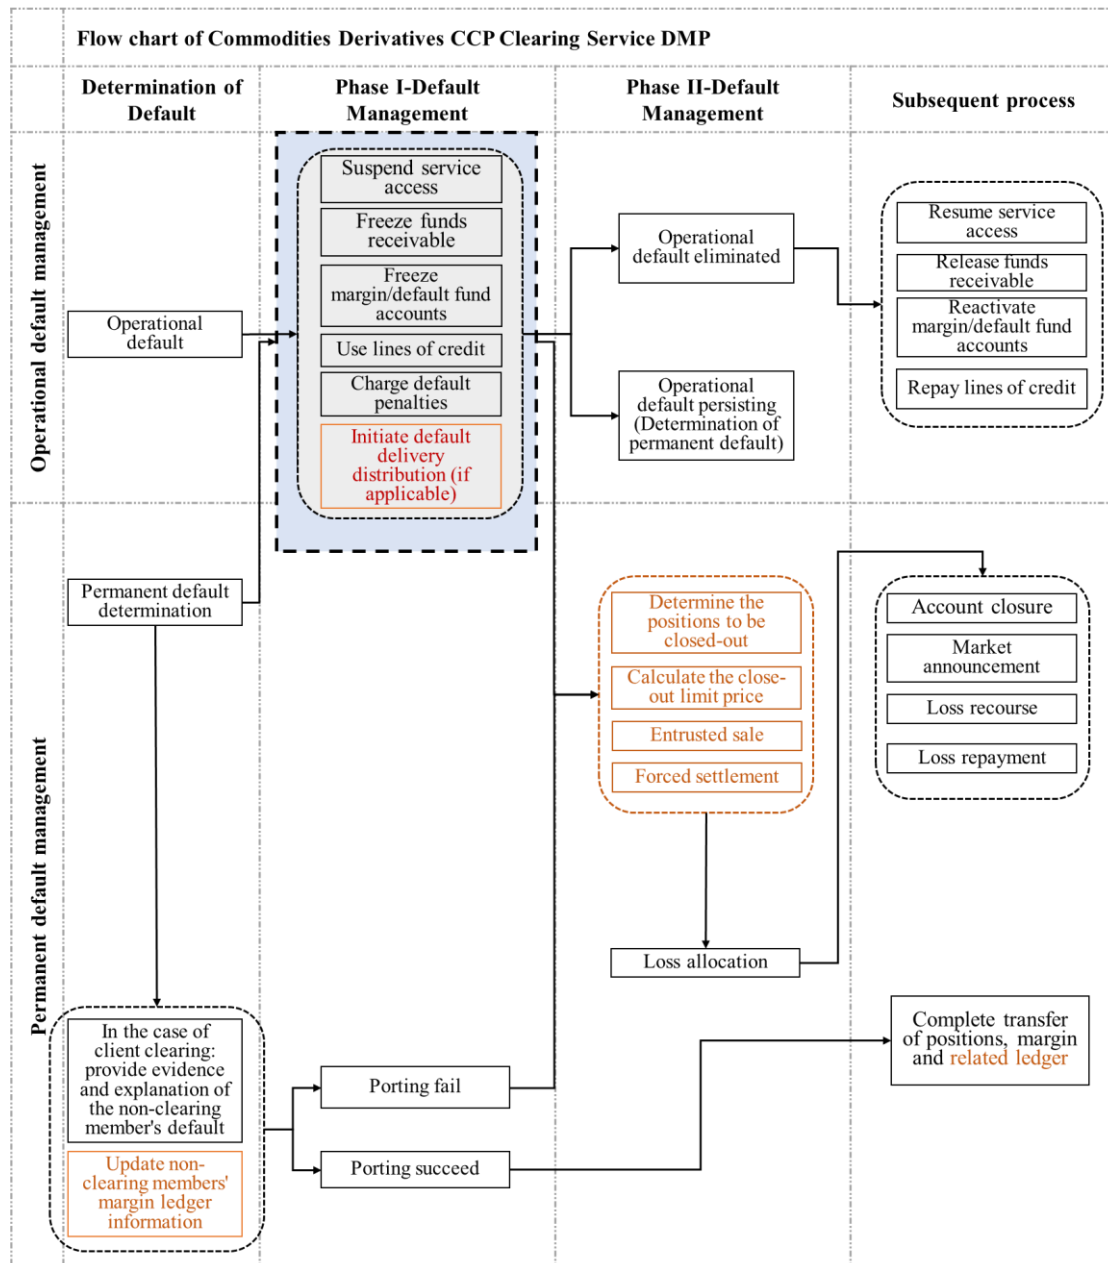 Flow chart of Commodities Derivatives CCP Clearing Service DMP
Determination of
Default
Phase I-Default
Management
Phase II-Default
Management
Subsequent process
Operational default management
Operational
default
Suspend service
access
Freeze funds
receivable
Freeze
margin/default fund
accounts
Use lines of credit
Charge default
penalties
Initiate default
delivery
distribution (if
applicable)
Operational
default eliminated
Operational
default persisting
(Determination of
permanent default)
Resume service
access
Release funds
receivable
Reactivate
margin/default fund
accounts
Repay lines of credit
Permanent default management
Permanent default
determination
In the case of
client clearing:
provide evidence
and explanation of
the non-clearing
member's default
Update non-
clearing members'
margin ledger
information
Porting fail
Porting succeed
Determine the
positions to be
closed-out
Calculate the close-
out limit price
Entrusted sale
Forced settlement
Loss allocation
Account closure
Market
announcement
Loss recourse
Loss repayment
Complete transfer
of positions, margin
and related ledger